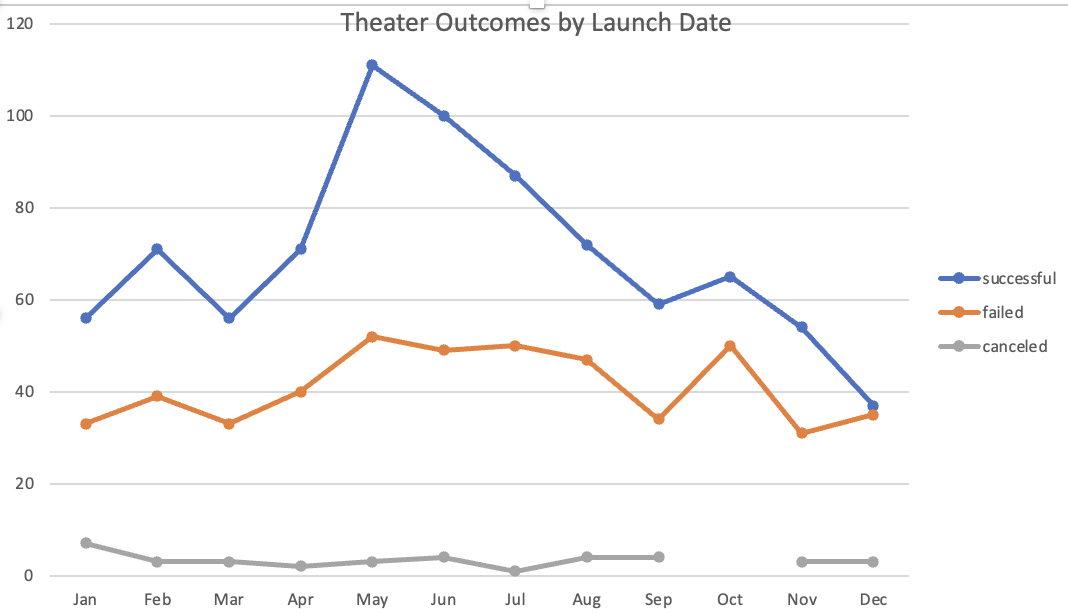 Theater Outcomes by Launch Date
120
100
80
60
40
20
0
Jan Feb Mar Apr May Jun Jul Aug Sep Oct Nov Dec
successful
failed
canceled